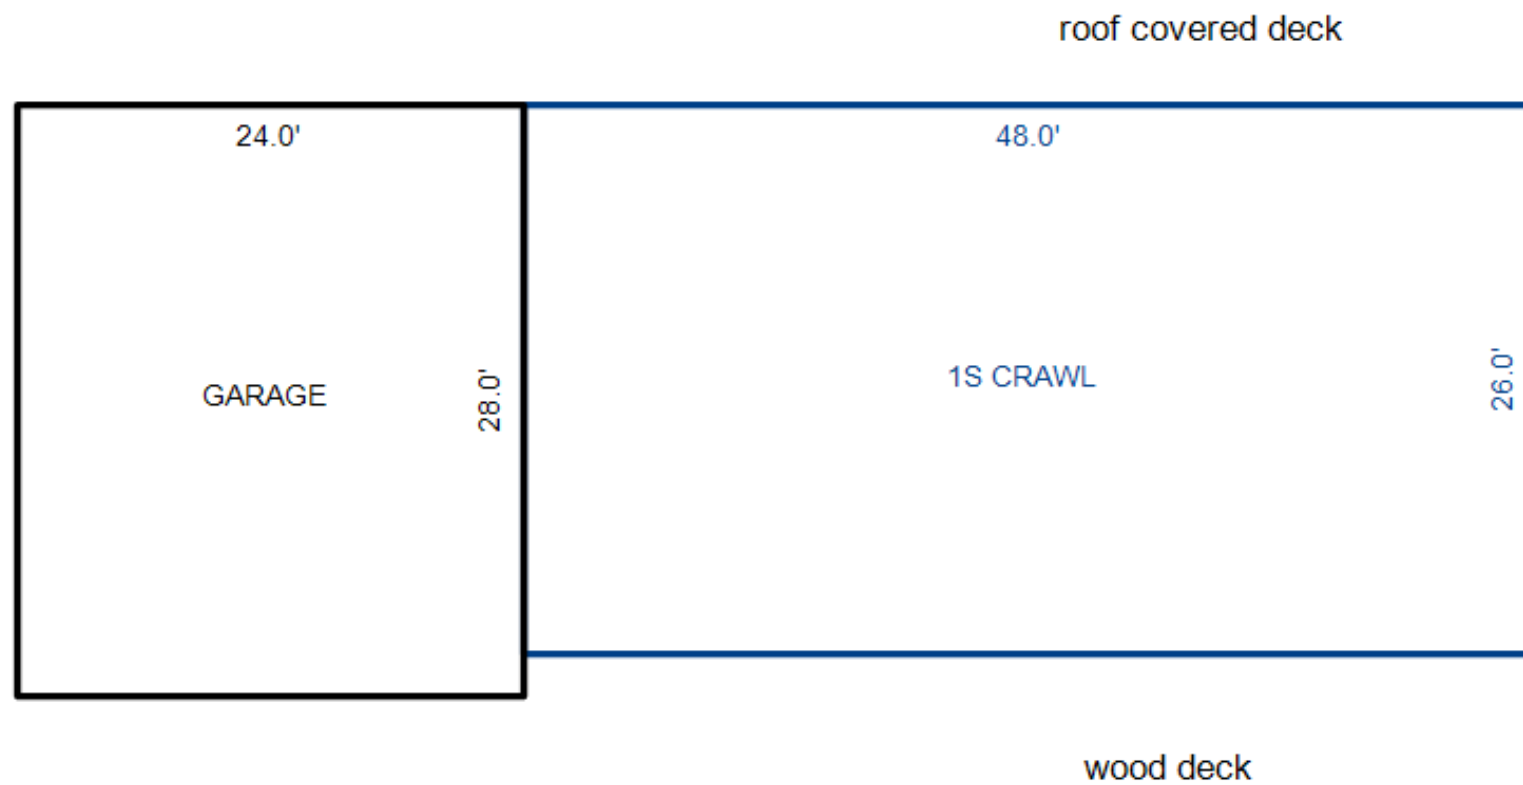 roof covered deck
24.0'
48.0'
GARAGE
28.0'
1S CRAWL
26.0'
wood deck